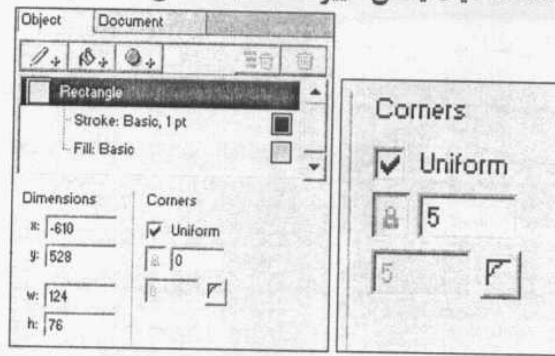 Object Document
Rectangle
Stroke: Basic, 1 pt
Fill: Basic
Dimensions Corners
x: -610 Uniform
y: 528 0
w: 124
h: 76
Corners
Uniform
5
5